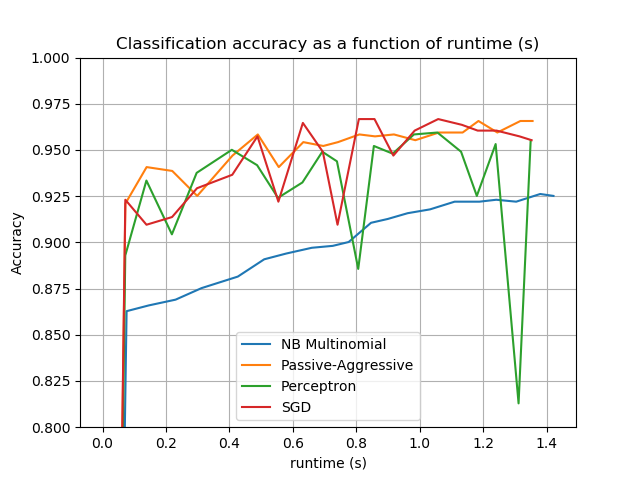 Classification accuracy as a function of runtime (s)
1.000
0.975
0.950
0.925
0.900
0.875
0.850
0.825
0.800
Accuracy
NB Multinomial
Passive-Aggressive
Perceptron
SGD
0.0 0.2 0.4 0.6 0.8 1.0 1.2 1.4
runtime (s)